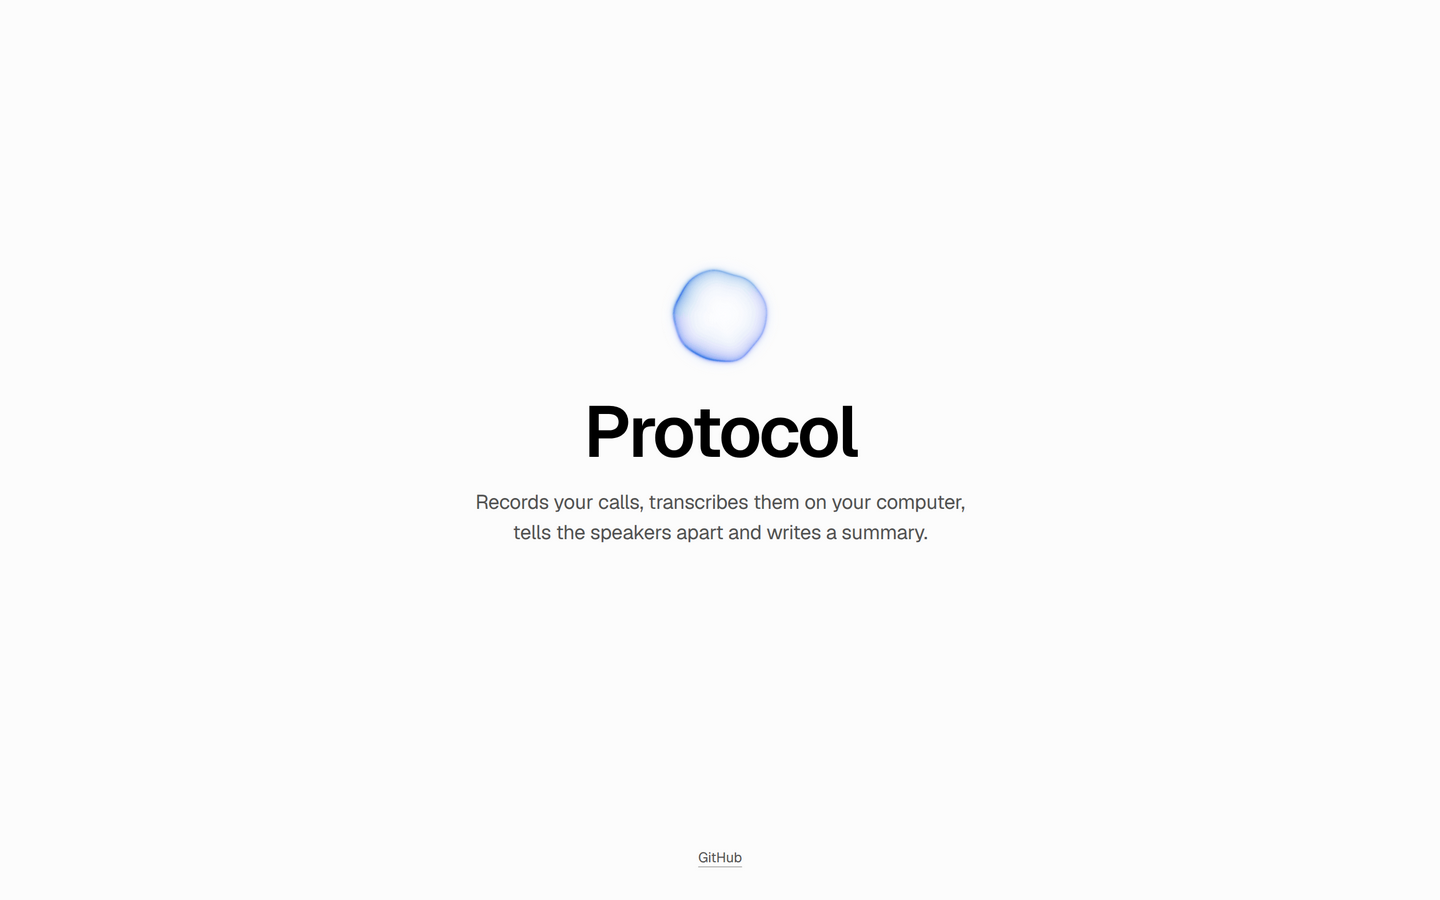 Protocol
Records your calls, transcribes them on your computer,
tells the speakers apart and writes a summary.
GitHub